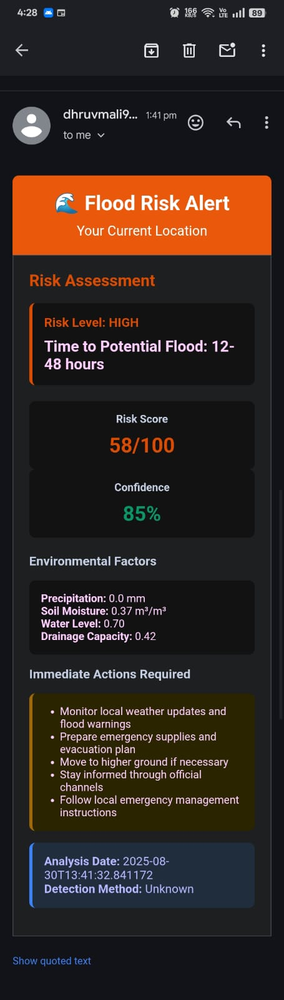 4:28
166
KB/S
Vo
LTE
89
dhruvmali9... 1:41 pm
to me
🌊 Flood Risk Alert
Your Current Location
Risk Assessment
Risk Level: HIGH
Time to Potential Flood: 12-
48 hours
Risk Score
58/100
Confidence
85%
Environmental Factors
Precipitation: 0.0 mm
Soil Moisture: 0.37 m³/m³
Water Level: 0.70
Drainage Capacity: 0.42
Immediate Actions Required
• Monitor local weather updates and
flood warnings
• Prepare emergency supplies and
evacuation plan
• Move to higher ground if necessary
• Stay informed through official
channels
• Follow local emergency management
instructions
Analysis Date: 2025-08-
30T13:41:32.841172
Detection Method: Unknown
Show quoted text